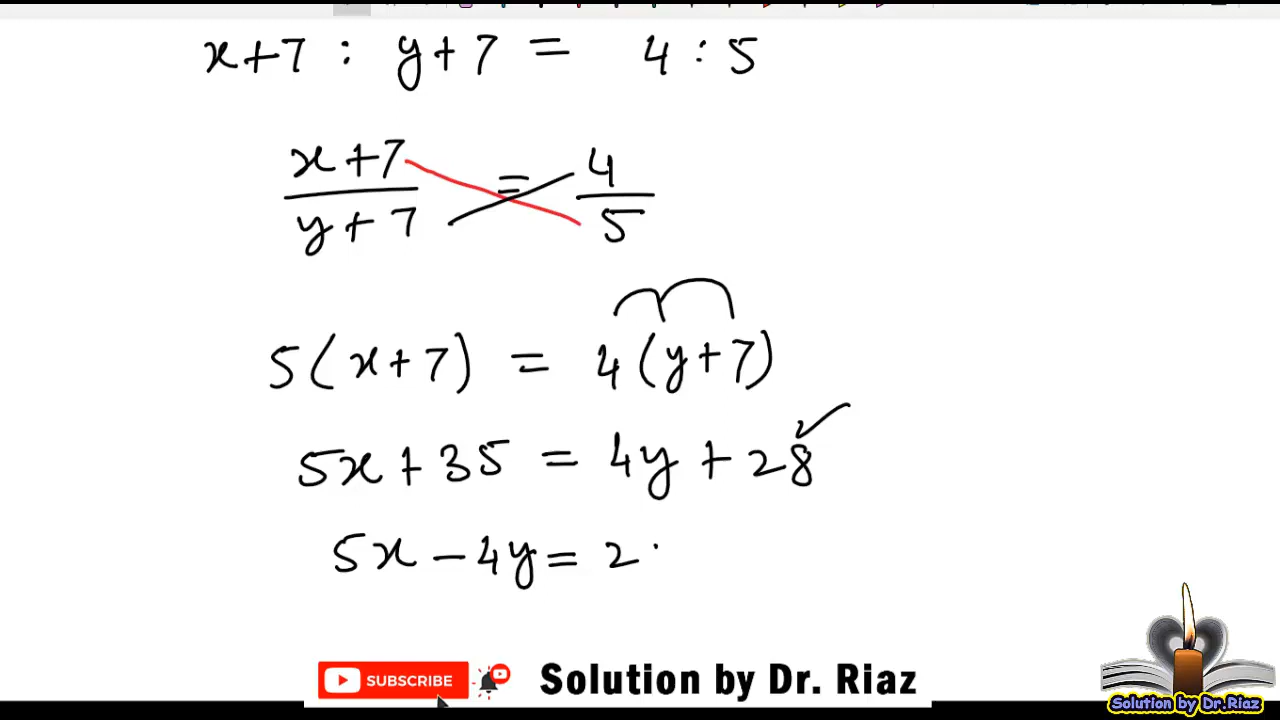 x+7 : y+7 = 4 : 5
x+7 / y+7 = 4 / 5
5(x+7) = 4(y+7)
5x+35 = 4y+28
5x-4y= 2
SUBSCRIBE
Solution by Dr. Riaz
Solution by Dr.Riaz